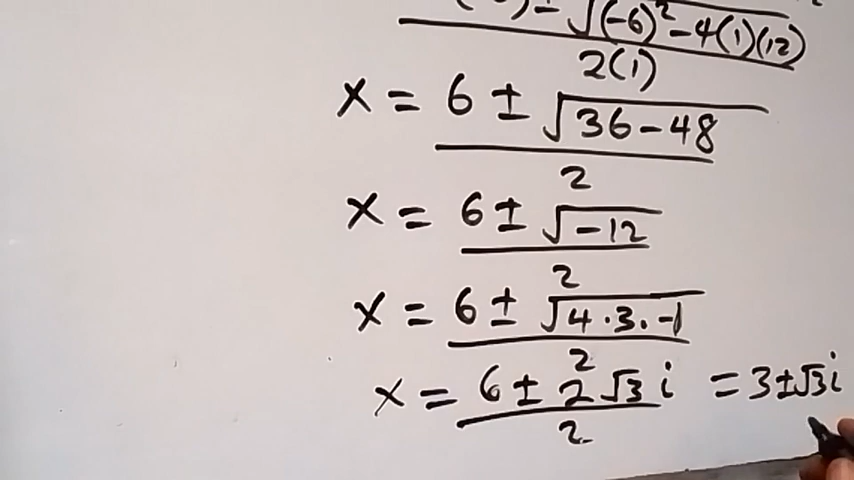 √(-6)² - 4(1)(12)
2(1)
x = 6 ± √36 - 48
2
x = 6 ± √-12
2
x = 6 ± √4 · 3 · -1
2
x = 6 ± 2√3 i = 3 ± √3 i
2